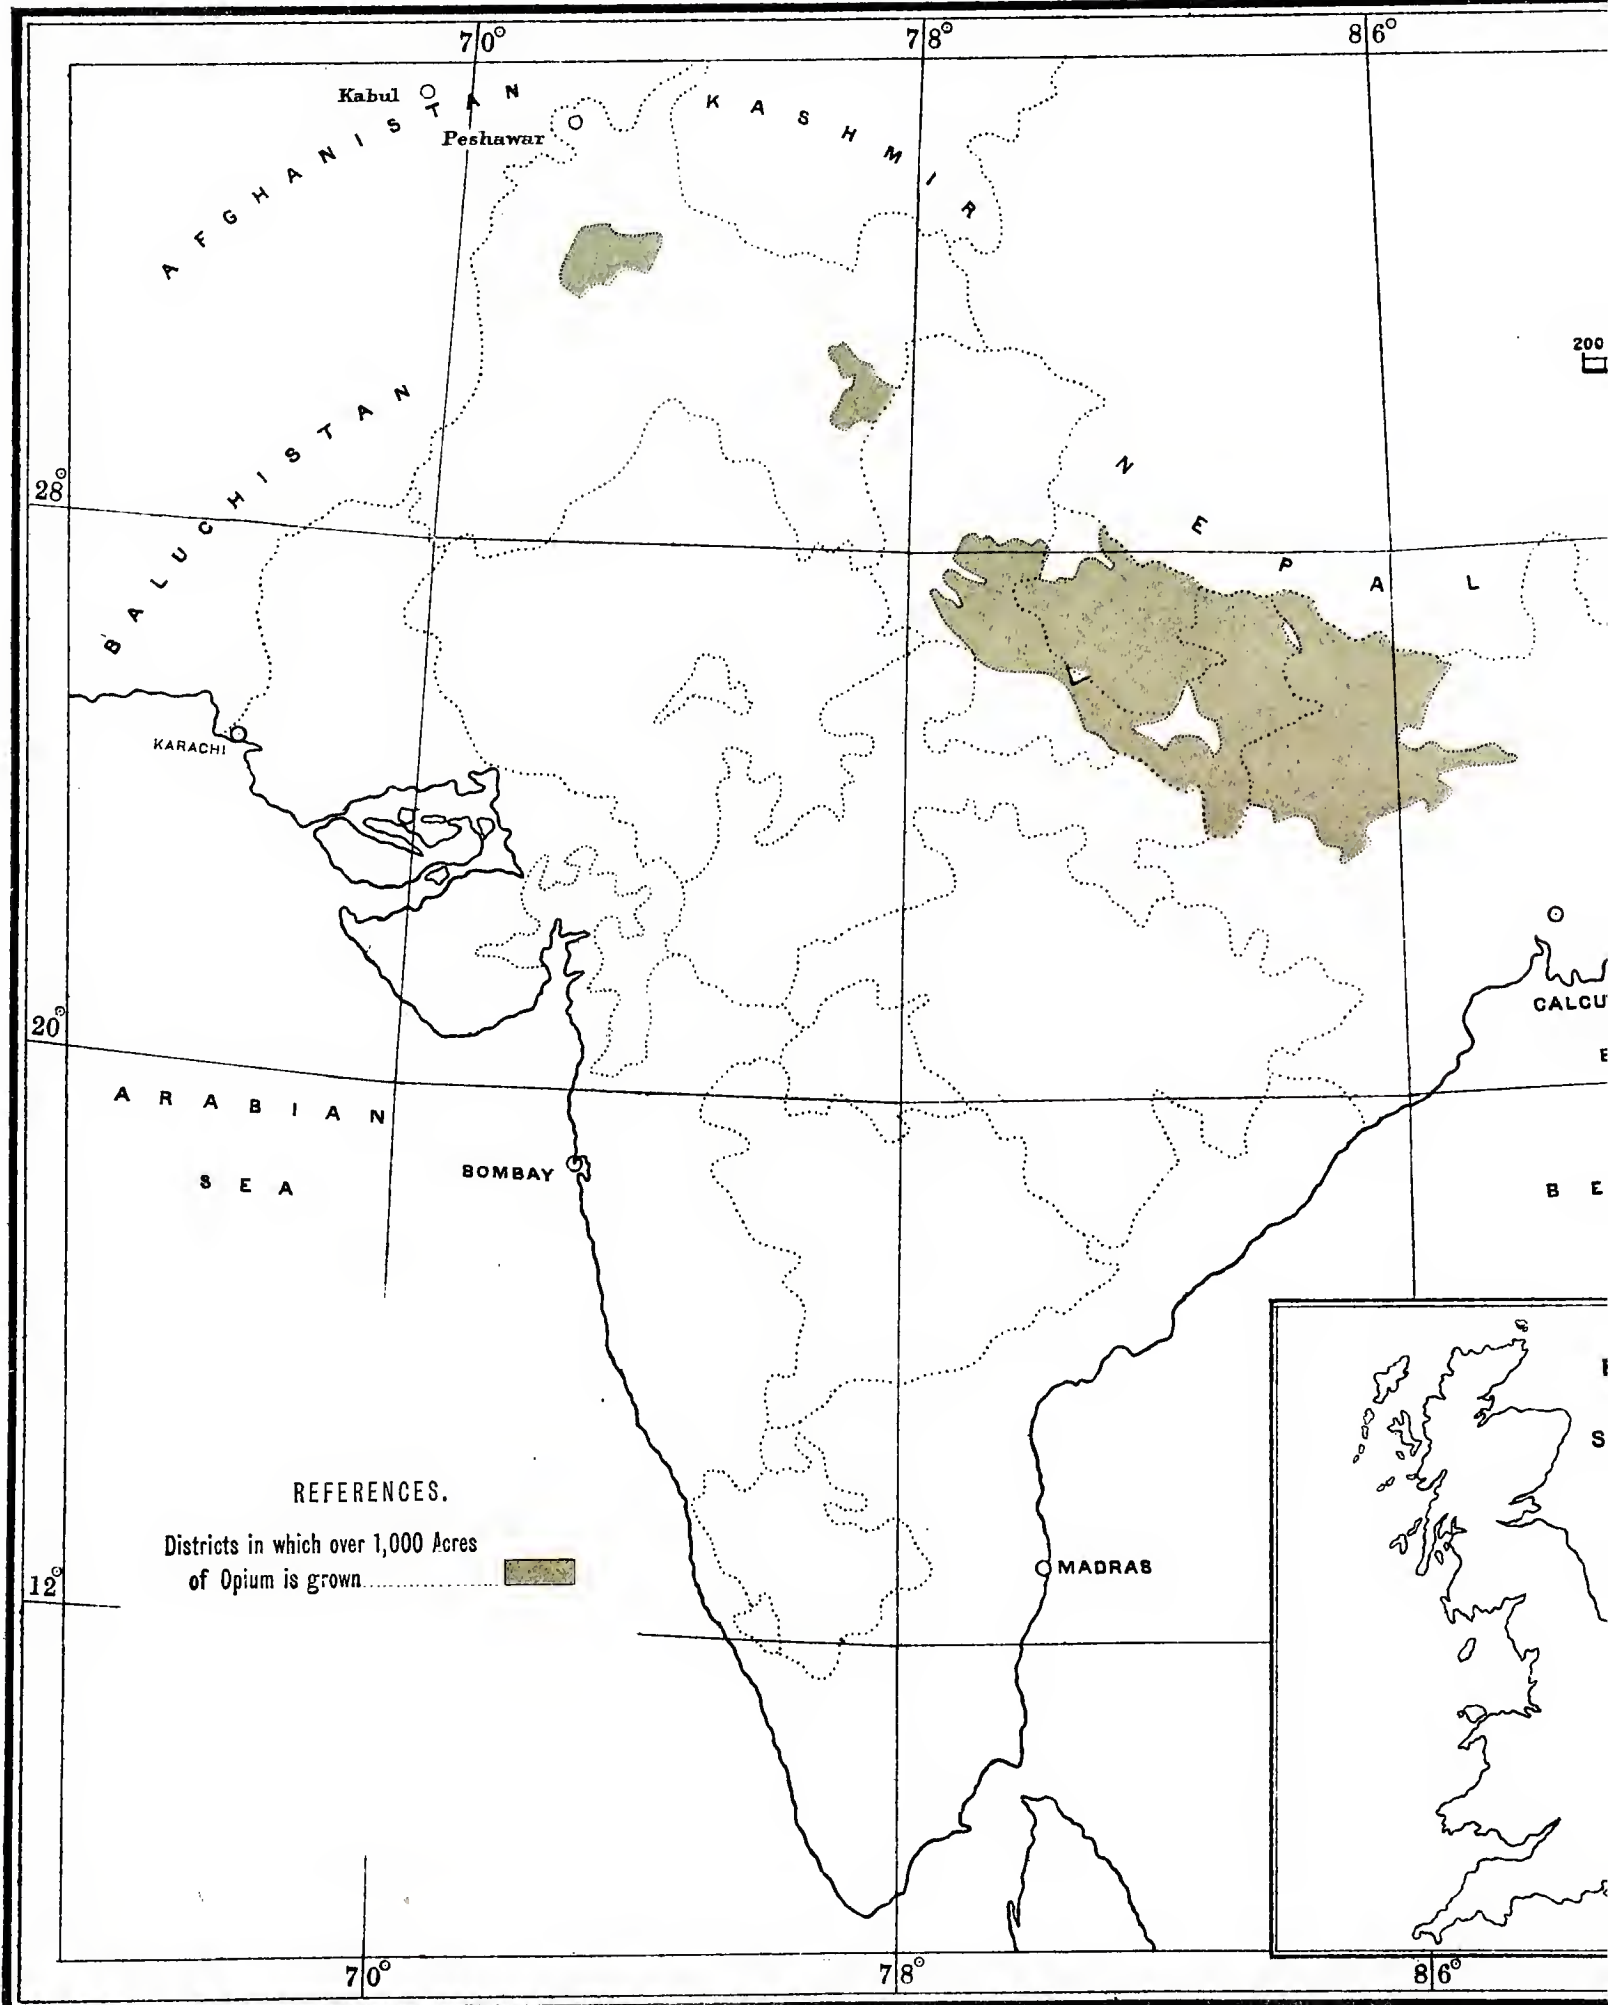 70° 78° 86°
Kabul
AFGHANISTAN
Peshawar
KASHMIR
200
BALUCHISTAN
28°
NEPAL
KARACHI
20°
CALCU
ARABIAN
SEA
BOMBAY
B E
REFERENCES.
Districts in which over 1,000 Acres
of Opium is grown
12°
MADRAS
S
70° 78° 86°